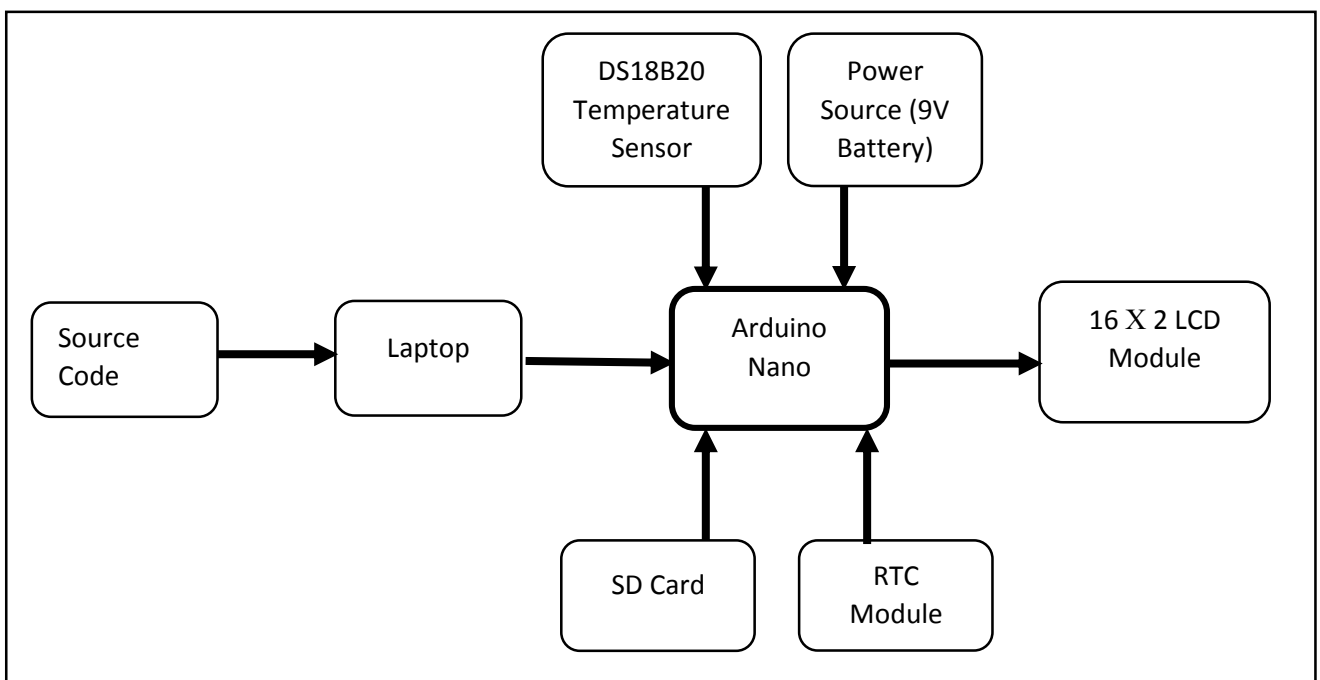 DS18B20
Temperature
Sensor
Power
Source (9V
Battery)
Source
Code
Laptop
Arduino
Nano
16 X 2 LCD
Module
SD Card
RTC
Module